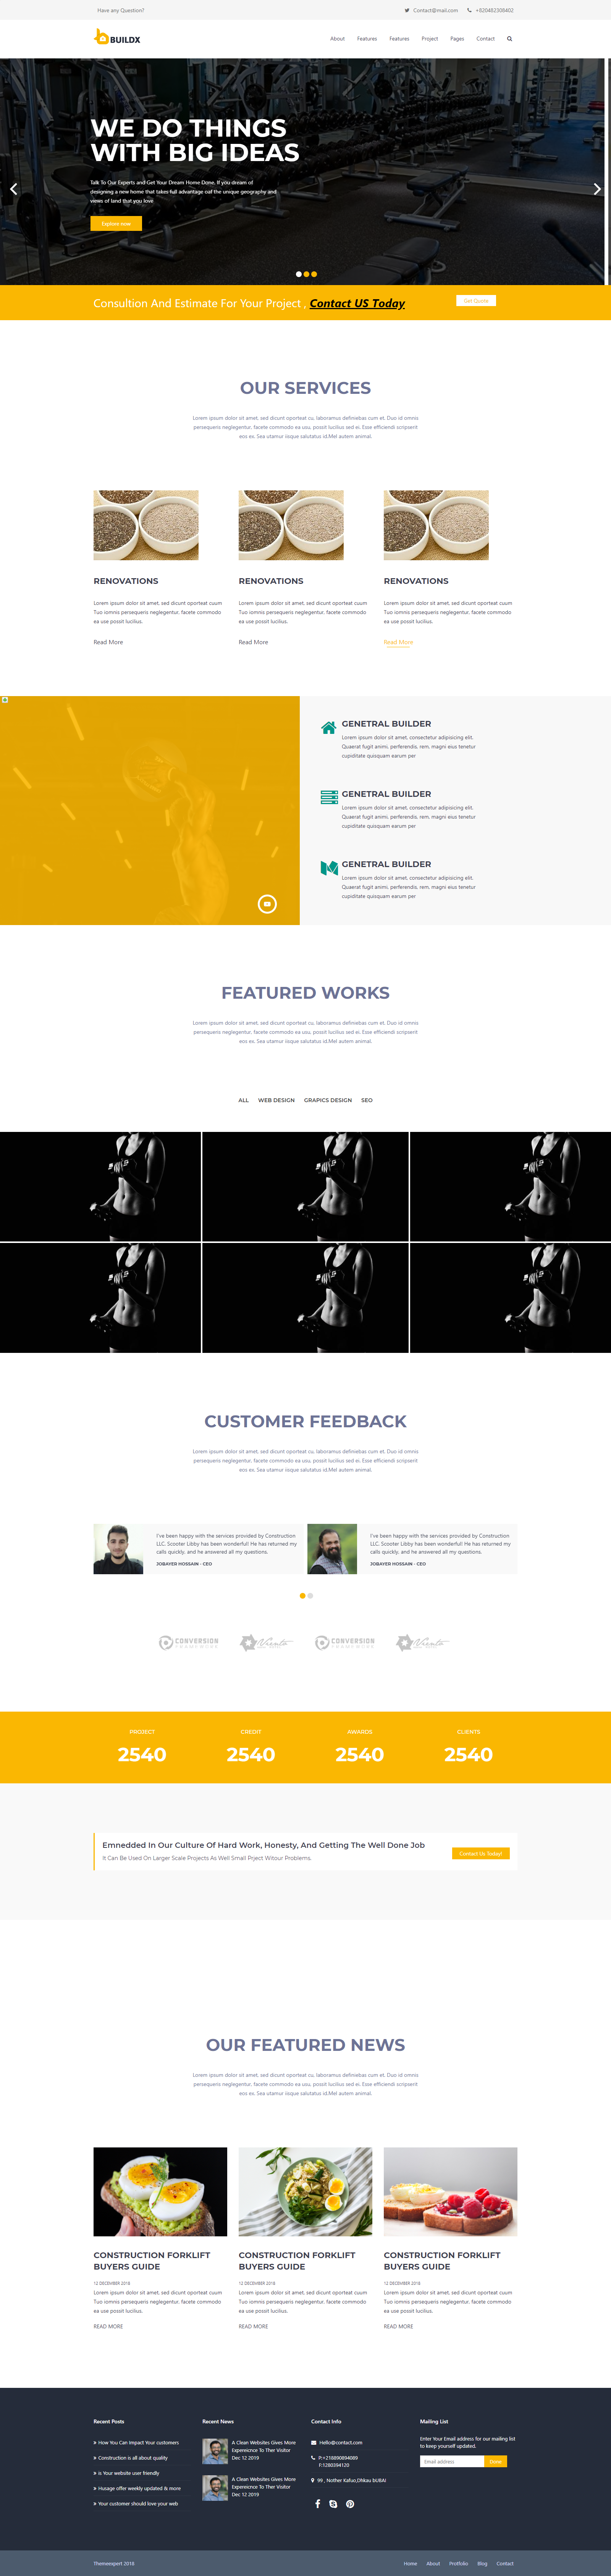 Have any Question?
Contact@mail.com
+820482308402
BUILDX
About Features Features Project Pages Contact
WE DO THINGS
WITH BIG IDEAS
Talk To Our Experts and Get Your Dream Home Done. If you dream of
designing a new home that takes full advantage oaf the unique geography and
views of land that you love
Explore now
Consultion And Estimate For Your Project , Contact US Today
Get Quote
OUR SERVICES
Lorem ipsum dolor sit amet, sed dicunt oporteat cu, laboramus definiebas cum et. Duo id omnis
persequeris neglegentur, facete commodo ea usu, possit lucilius sed ei. Esse efficiendi scripserit
eos ex. Sea utamur iisque salutatus id.Mel autem animal.
RENOVATIONS
Lorem ipsum dolor sit amet, sed dicunt oporteat cuum
Tuo iomnis persequeris neglegentur, facete commodo
ea use possit lucilius.
Read More
RENOVATIONS
Lorem ipsum dolor sit amet, sed dicunt oporteat cuum
Tuo iomnis persequeris neglegentur, facete commodo
ea use possit lucilius.
Read More
RENOVATIONS
Lorem ipsum dolor sit amet, sed dicunt oporteat cuum
Tuo iomnis persequeris neglegentur, facete commodo
ea use possit lucilius.
Read More
GENETRAL BUILDER
Lorem ipsum dolor sit amet, consectetur adipisicing elit.
Quaerat fugit animi. perferendis, rem, magni eius tenetur
cupiditate quisquam earum per
GENETRAL BUILDER
Lorem ipsum dolor sit amet, consectetur adipisicing elit.
Quaerat fugit animi. perferendis, rem, magni eius tenetur
cupiditate quisquam earum per
GENETRAL BUILDER
Lorem ipsum dolor sit amet, consectetur adipisicing elit.
Quaerat fugit animi. perferendis, rem, magni eius tenetur
cupiditate quisquam earum per
FEATURED WORKS
Lorem ipsum dolor sit amet, sed dicunt oporteat cu, laboramus definiebas cum et. Duo id omnis
persequeris neglegentur, facete commodo ea usu, possit lucilius sed ei. Esse efficiendi scripserit
eos ex. Sea utamur iisque salutatus id.Mel autem animal.
ALL WEB DESIGN GRAPICS DESIGN SEO
CUSTOMER FEEDBACK
Lorem ipsum dolor sit amet, sed dicunt oporteat cu, laboramus definiebas cum et. Duo id omnis
persequeris neglegentur, facete commodo ea usu, possit lucilius sed ei. Esse efficiendi scripserit
eos ex. Sea utamur iisque salutatus id.Mel autem animal.
I've been happy with the services provided by Construction
LLC. Scooter Libby has been wonderful! He has returned my
calls quickly, and he answered all my questions.
JOBAYER HOSSAIN - CEO
I've been happy with the services provided by Construction
LLC. Scooter Libby has been wonderful! He has returned my
calls quickly, and he answered all my questions.
JOBAYER HOSSAIN - CEO
CONVERSION
FRAMEWORK
CONVERSION
FRAMEWORK
PROJECT
2540
CREDIT
2540
AWARDS
2540
CLIENTS
2540
Emnedded In Our Culture Of Hard Work, Honesty, And Getting The Well Done Job
It Can Be Used On Larger Scale Projects As Well Small Prject Witour Problems.
Contact Us Today!
OUR FEATURED NEWS
Lorem ipsum dolor sit amet, sed dicunt oporteat cu, laboramus definiebas cum et. Duo id omnis
persequeris neglegentur, facete commodo ea usu, possit lucilius sed ei. Esse efficiendi scripserit
eos ex. Sea utamur iisque salutatus id.Mel autem animal.
CONSTRUCTION FORKLIFT
BUYERS GUIDE
12 DECEMBER 2018
Lorem ipsum dolor sit amet, sed dicunt oporteat cuum
Tuo iomnis persequeris neglegentur, facete commodo
ea use possit lucilius.
READ MORE
CONSTRUCTION FORKLIFT
BUYERS GUIDE
12 DECEMBER 2018
Lorem ipsum dolor sit amet, sed dicunt oporteat cuum
Tuo iomnis persequeris neglegentur, facete commodo
ea use possit lucilius.
READ MORE
CONSTRUCTION FORKLIFT
BUYERS GUIDE
12 DECEMBER 2018
Lorem ipsum dolor sit amet, sed dicunt oporteat cuum
Tuo iomnis persequeris neglegentur, facete commodo
ea use possit lucilius.
READ MORE
Recent Posts
» How You Can impact Your customers
» Construction is all about quality
» is Your website user friendly
» Husage offer weekly updated & more
» Your customer should love your web
Recent News
A Clean Websites Gives More
Expereicnce To Ther Visitor
Dec 12 2019
A Clean Websites Gives More
Expereicnce To Ther Visitor
Dec 12 2019
Contact Info
Hello@contact.com
P:+218890894089
F:1280394120
99 , Nother Kafuo,Dhkau bUBAI
Mailing List
Enter Your Email address for our mailing list
to keep yourself updated.
Email address
Themexpert 2018
Home About Protfolio Blog Contact